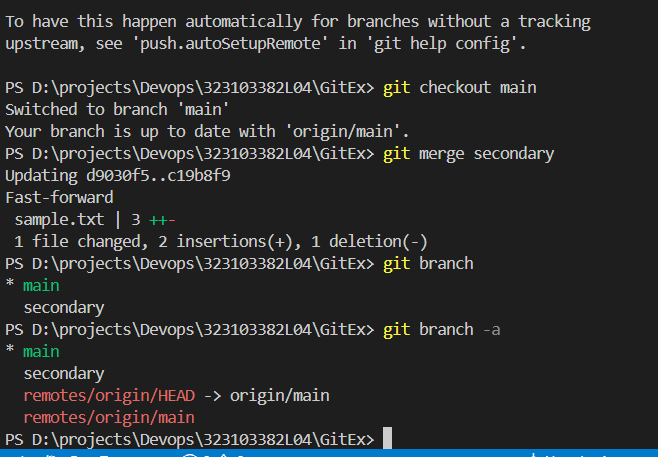 To have this happen automatically for branches without a tracking
upstream, see 'push.autoSetupRemote' in 'git help config'.
PS D:\projects\Devops\323103382L04\GitEx> git checkout main
Switched to branch 'main'
Your branch is up to date with 'origin/main'.
PS D:\projects\Devops\323103382L04\GitEx> git merge secondary
Updating d9030f5..c19b8f9
Fast-forward
 sample.txt | 3 ++-
 1 file changed, 2 insertions(+), 1 deletion(-)
PS D:\projects\Devops\323103382L04\GitEx> git branch
* main
  secondary
PS D:\projects\Devops\323103382L04\GitEx> git branch -a
* main
  secondary
  remotes/origin/HEAD -> origin/main
  remotes/origin/main
PS D:\projects\Devops\323103382L04\GitEx>